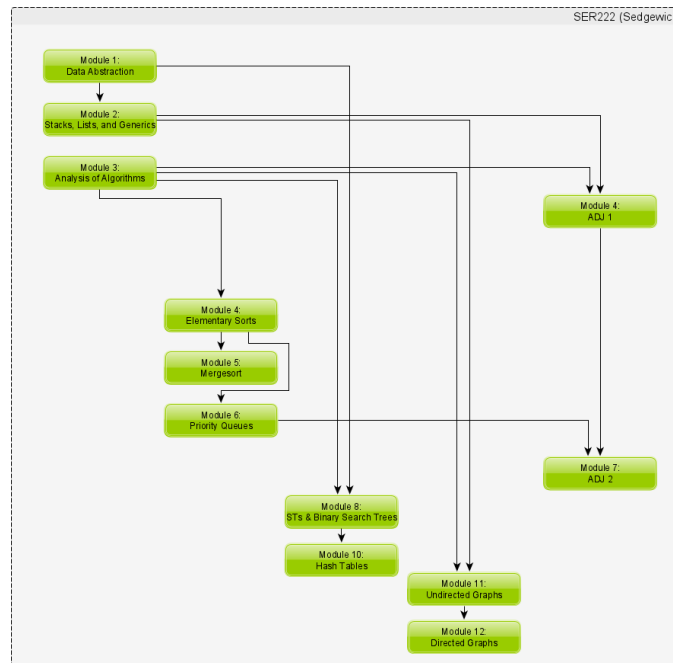 SER222 (Sedgewic
Module 1:
Data Abstraction
Module 2:
Stacks, Lists, and Generics
Module 3:
Analysis of Algorithms
Module 4:
ADJ 1
Module 4:
Elementary Sorts
Module 5:
Mergesort
Module 6:
Priority Queues
Module 7:
ADJ 2
Module 8:
STs & Binary Search Trees
Module 10:
Hash Tables
Module 11:
Undirected Graphs
Module 12:
Directed Graphs